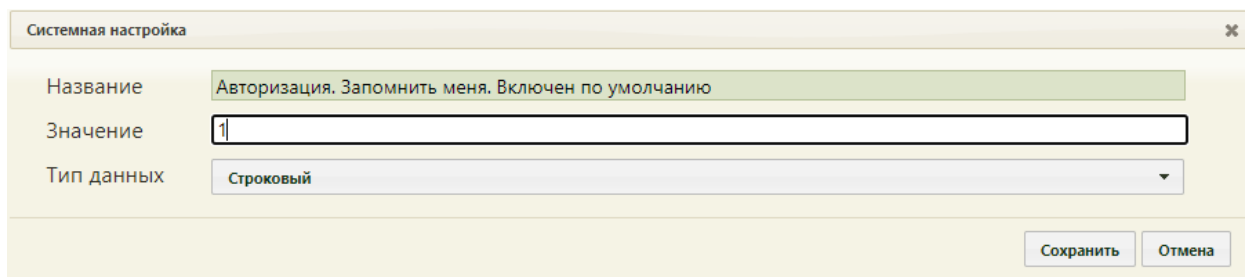 Системная настройка
Название Авторизация. Запомнить меня. Включен по умолчанию
Значение 1
Тип данных Строковый
Сохранить Отмена